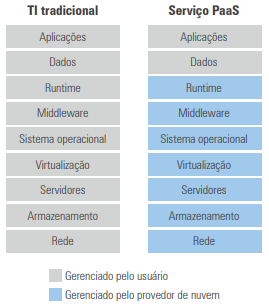 TI tradicional
Aplicações
Dados
Runtime
Middleware
Sistema operacional
Virtualização
Servidores
Armazenamento
Rede
Serviço PaaS
Aplicações
Dados
Runtime
Middleware
Sistema operacional
Virtualização
Servidores
Armazenamento
Rede
Gerenciado pelo usuário
Gerenciado pelo provedor de nuvem